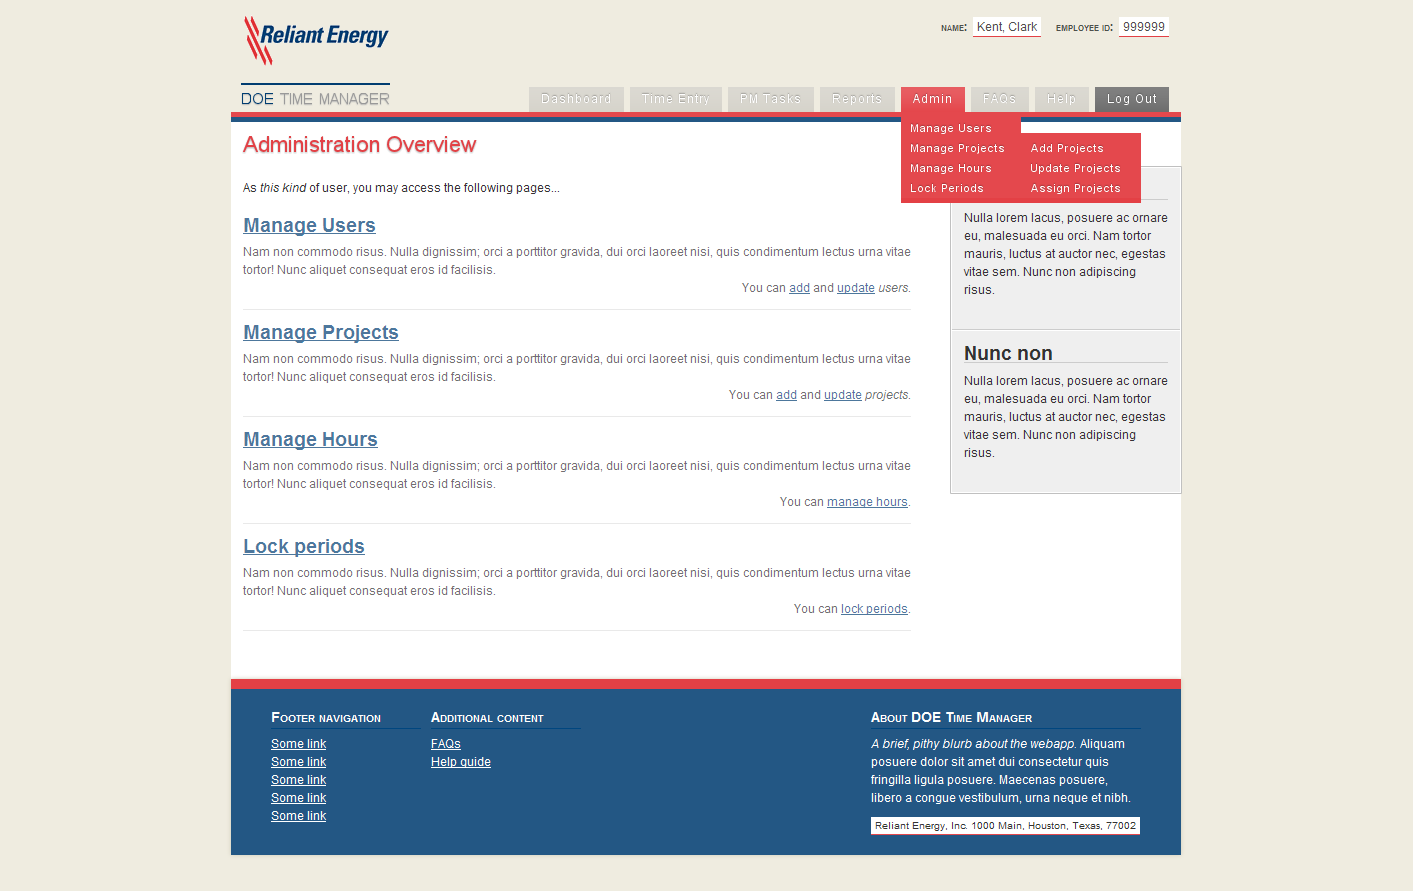 Reliant Energy
NAME: Kent, Clark EMPLOYEE ID: 999999
DOE TIME MANAGER
Dashboard Time Entry PM Tasks Reports Admin FAQs Help Log Out
Manage Users
Manage Projects
Manage Hours
Lock Periods
Add Projects
Update Projects
Assign Projects
Administration Overview
As this kind of user, you may access the following pages...
Manage Users
Nam non commodo risus. Nulla dignissim; orci a porttitor gravida, dui orci laoreet nisi, quis condimentum lectus urna vitae
tortor! Nunc aliquet consequat eros id facilisis.
You can add and update users.
Manage Projects
Nam non commodo risus. Nulla dignissim; orci a porttitor gravida, dui orci laoreet nisi, quis condimentum lectus urna vitae
tortor! Nunc aliquet consequat eros id facilisis.
You can add and update projects.
Manage Hours
Nam non commodo risus. Nulla dignissim; orci a porttitor gravida, dui orci laoreet nisi, quis condimentum lectus urna vitae
tortor! Nunc aliquet consequat eros id facilisis.
You can manage hours.
Lock periods
Nam non commodo risus. Nulla dignissim; orci a porttitor gravida, dui orci laoreet nisi, quis condimentum lectus urna vitae
tortor! Nunc aliquet consequat eros id facilisis.
You can lock periods.
Nulla lorem lacus, posuere ac ornare
eu, malesuada eu orci. Nam tortor
mauris, luctus at auctor nec, egestas
vitae sem. Nunc non adipiscing
risus.
Nunc non
Nulla lorem lacus, posuere ac ornare
eu, malesuada eu orci. Nam tortor
mauris, luctus at auctor nec, egestas
vitae sem. Nunc non adipiscing
risus.
Footer navigation
Some link
Some link
Some link
Some link
Some link
Additional content
FAQs
Help guide
About DOE Time Manager
A brief, pithy blurb about the webapp. Aliquam
posuere dolor sit amet dui consectetur quis
fringilla ligula posuere. Maecenas posuere,
libero a congue vestibulum, urna neque et nibh.
Reliant Energy, Inc. 1000 Main, Houston, Texas, 77002